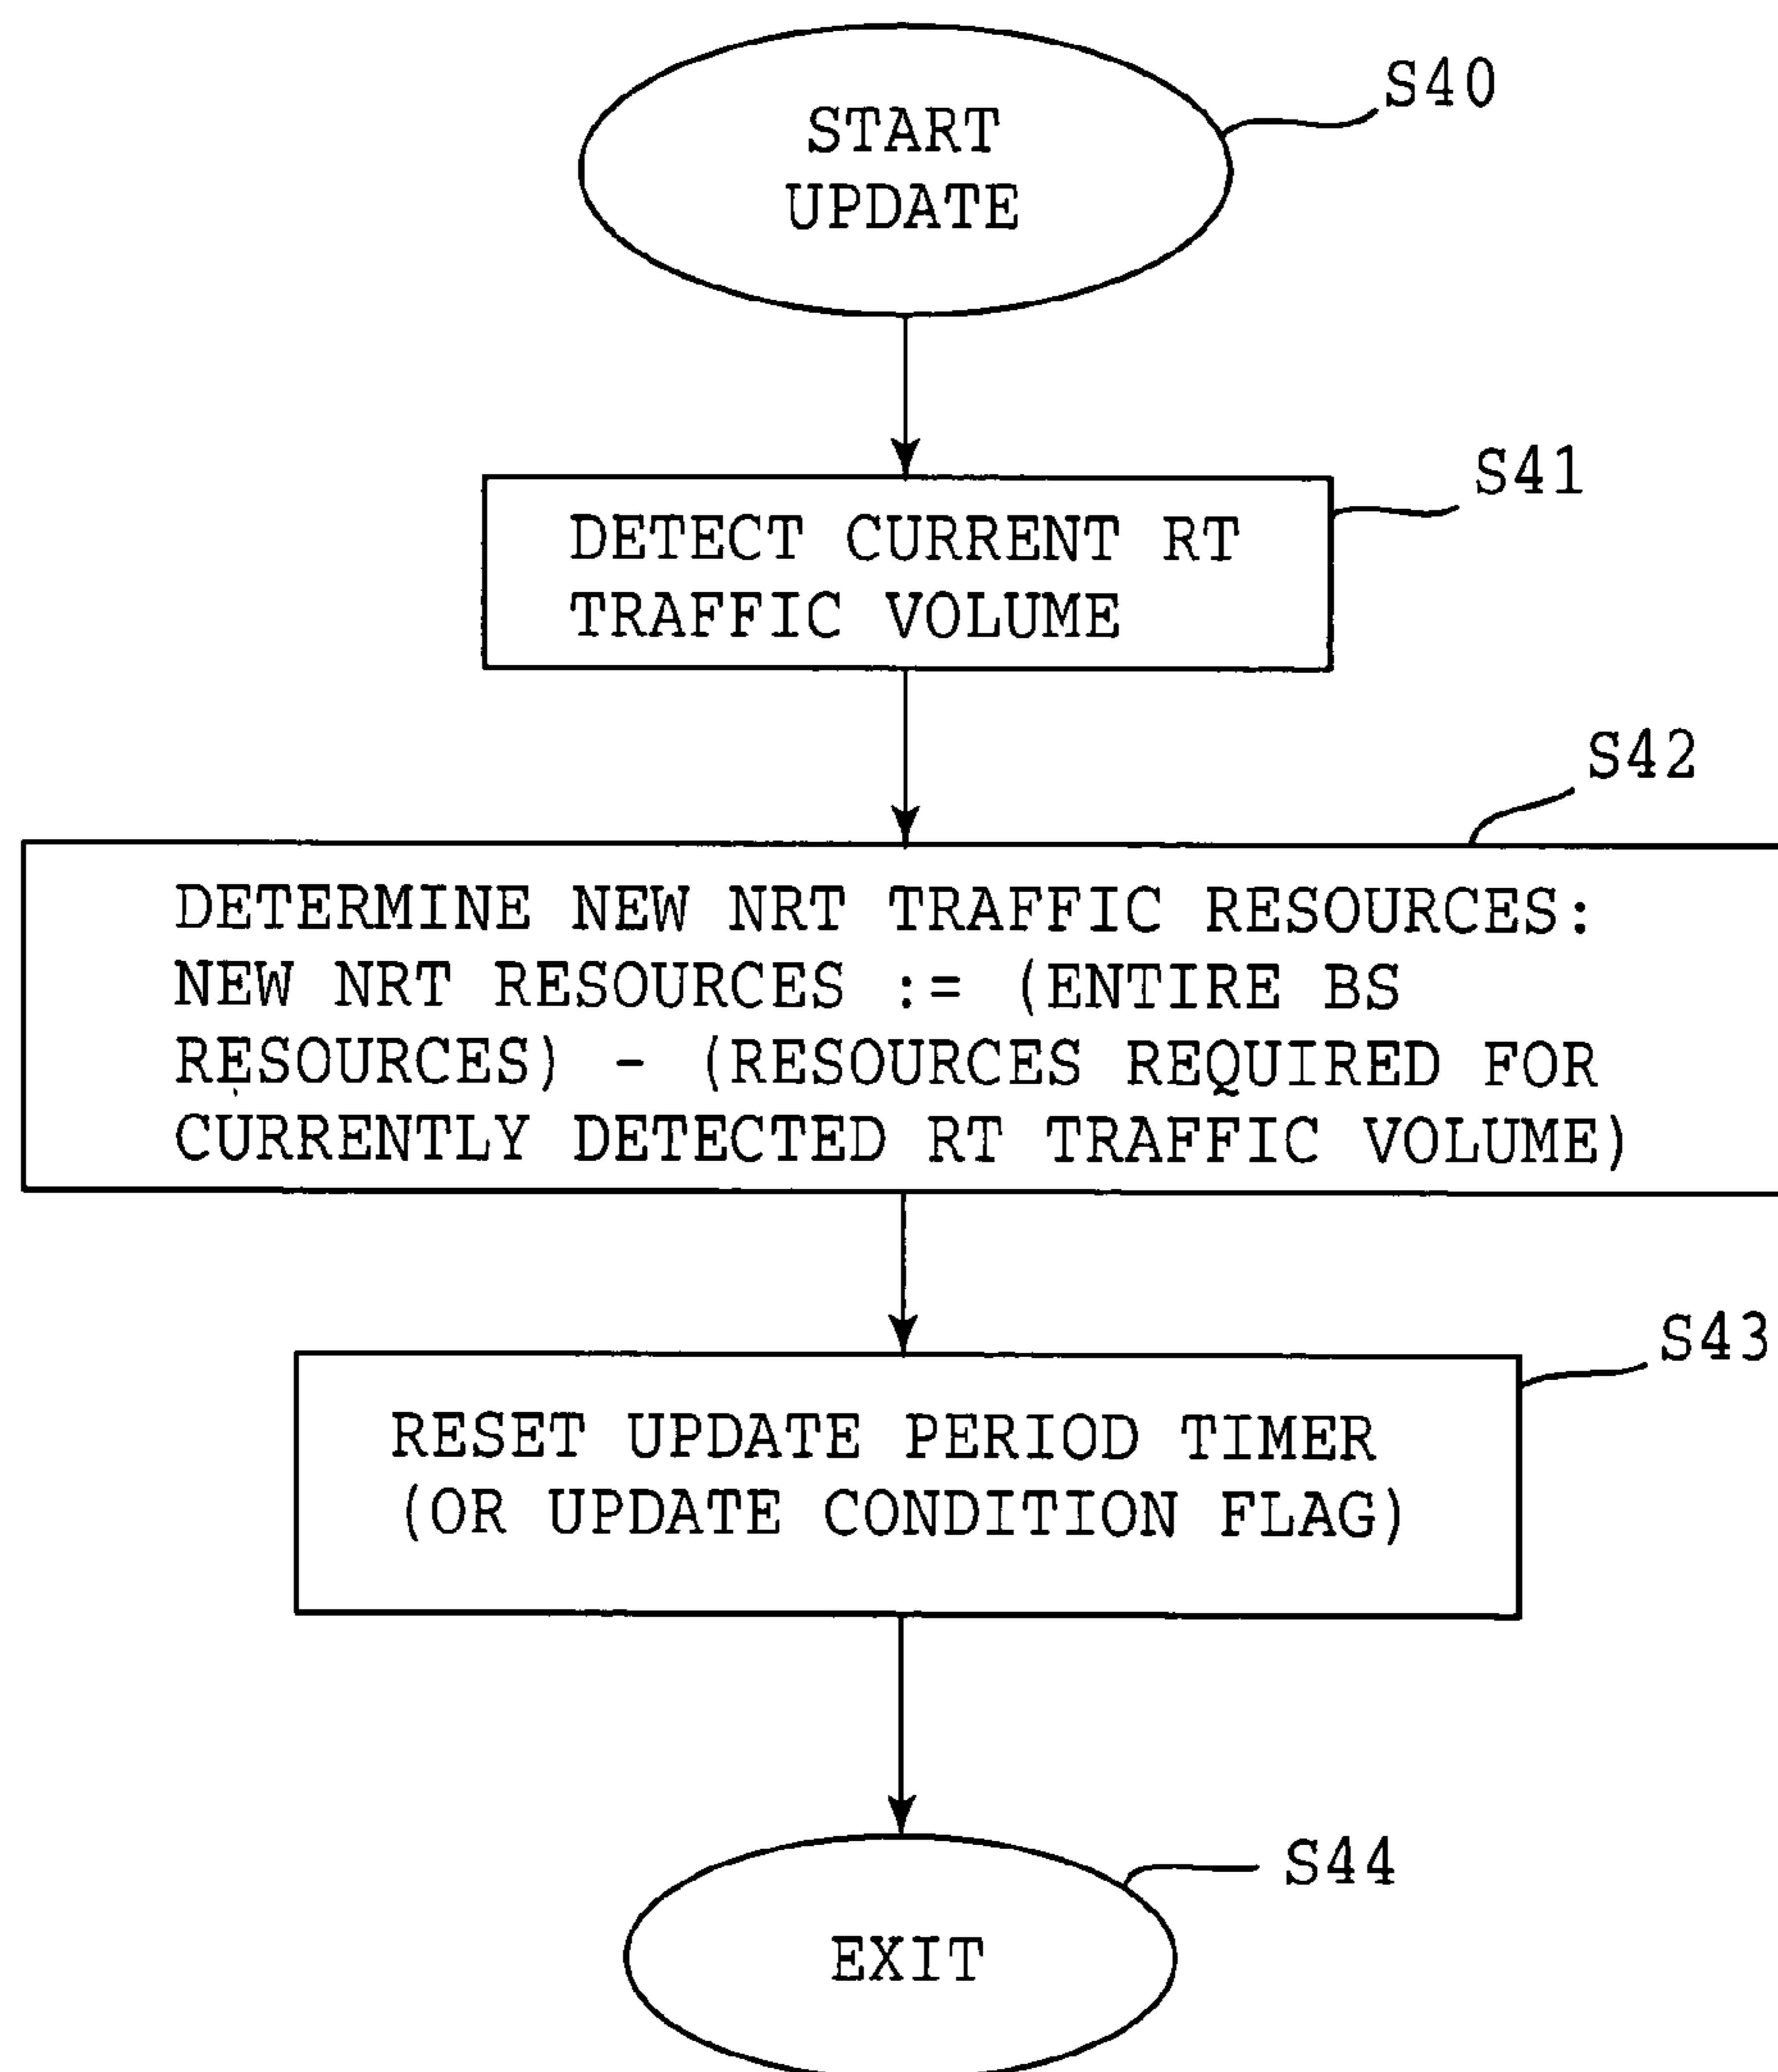 S40
START
UPDATE
S41
DETECT CURRENT RT
TRAFFIC VOLUME
S42
DETERMINE NEW NRT TRAFFIC RESOURCES:
NEW NRT RESOURCES := (ENTIRE BS
RESOURCES) - (RESOURCES REQUIRED FOR
CURRENTLY DETECTED RT TRAFFIC VOLUME)
S43
RESET UPDATE PERIOD TIMER
(OR UPDATE CONDITION FLAG)
S44
EXIT